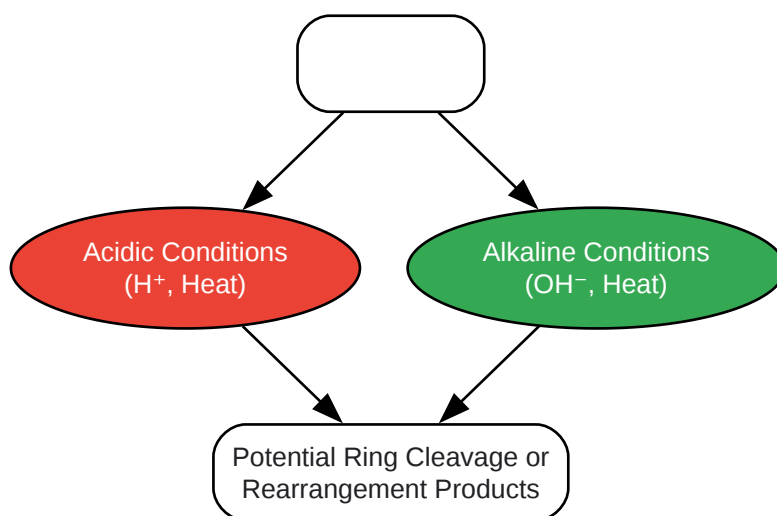 Acidic Conditions
(H⁺, Heat)
Alkaline Conditions
(OH⁻, Heat)
Potential Ring Cleavage or
Rearrangement Products